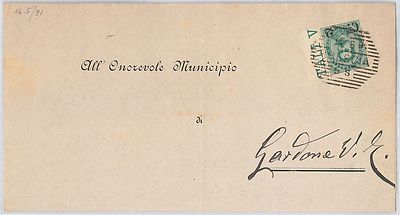 14.5/91
All' Onorevole Municipio
di
Gardone V. T.